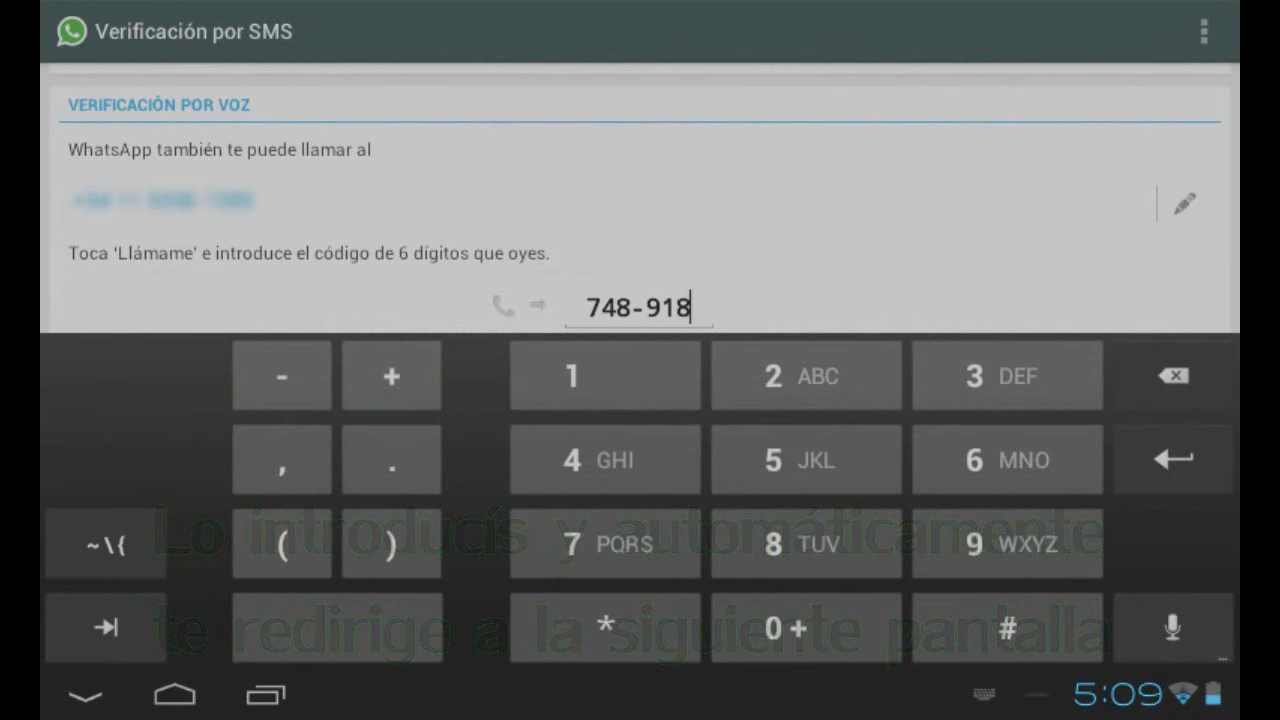 Verificación por SMS
VERIFICACIÓN POR VOZ
WhatsApp también te puede llamar al
Toca 'Llámame' e introduce el código de 6 dígitos que oyes.
748-918
- + 1 2 ABC 3 DEF
, . 4 GHI 5 JKL 6 MNO
~\{ ( ) 7 PQRS 8 TUV 9 WXYZ
Lo introducís y automáticamente
* 0 + #
te redirige a la siguiente pantalla
5:09